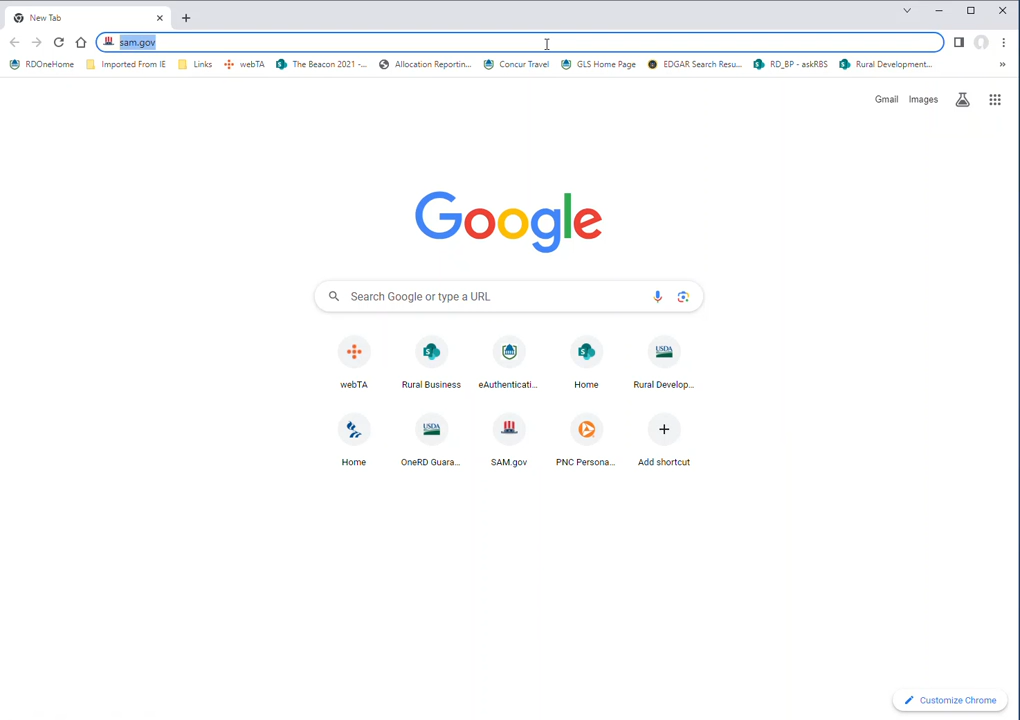 New Tab
sam.gov
RDOneHome Imported From IE Links webTA The Beacon 2021 -... Allocation Reportin... Concur Travel GLS Home Page EDGAR Search Resu... RD_BP - askRBS Rural Development... »
Gmail Images
Google
Search Google or type a URL
webTA Rural Business eAuthenticati... Home Rural Develop...
Home OneRD Guara... SAM.gov PNC Persona... Add shortcut
Customize Chrome